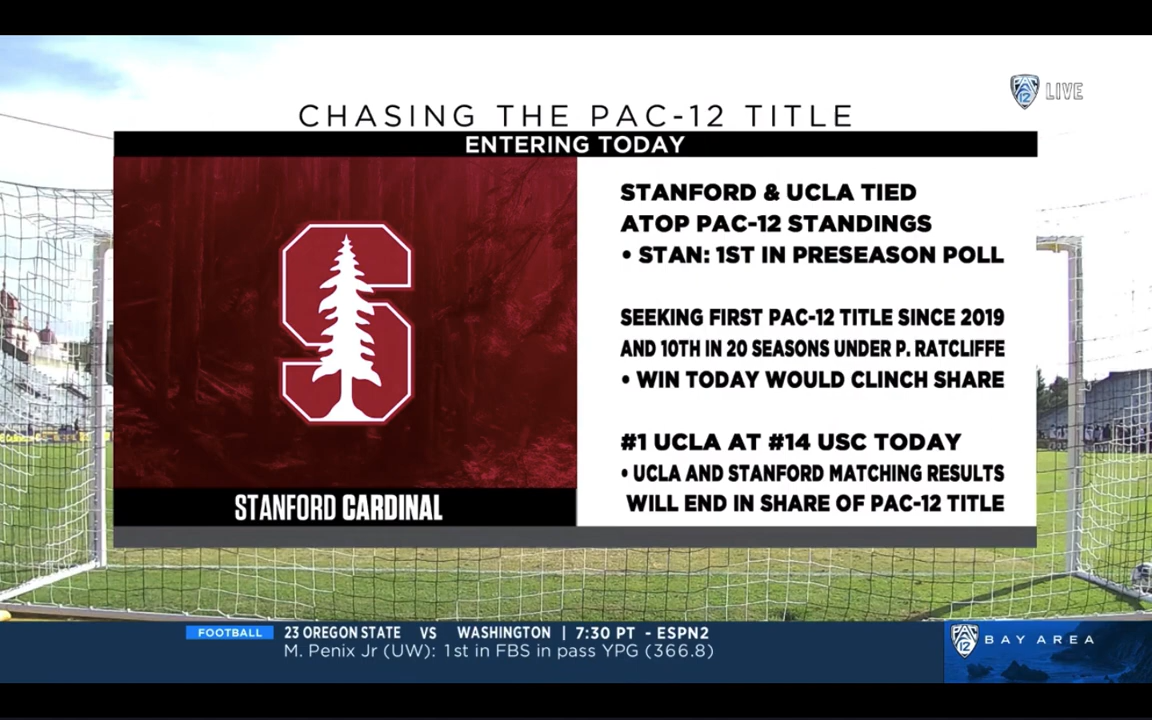 PAC 12 LIVE
CHASING THE PAC-12 TITLE
ENTERING TODAY
STANFORD & UCLA TIED
ATOP PAC-12 STANDINGS
• STAN: 1ST IN PRESEASON POLL
SEEKING FIRST PAC-12 TITLE SINCE 2019
AND 10TH IN 20 SEASONS UNDER P. RATCLIFFE
• WIN TODAY WOULD CLINCH SHARE
#1 UCLA AT #14 USC TODAY
• UCLA AND STANFORD MATCHING RESULTS
WILL END IN SHARE OF PAC-12 TITLE
S
STANFORD CARDINAL
FOOTBALL 23 OREGON STATE VS WASHINGTON | 7:30 PT - ESPN2
M. Penix Jr (UW): 1st in FBS in pass YPG (366.8)
PAC 12 BAY AREA